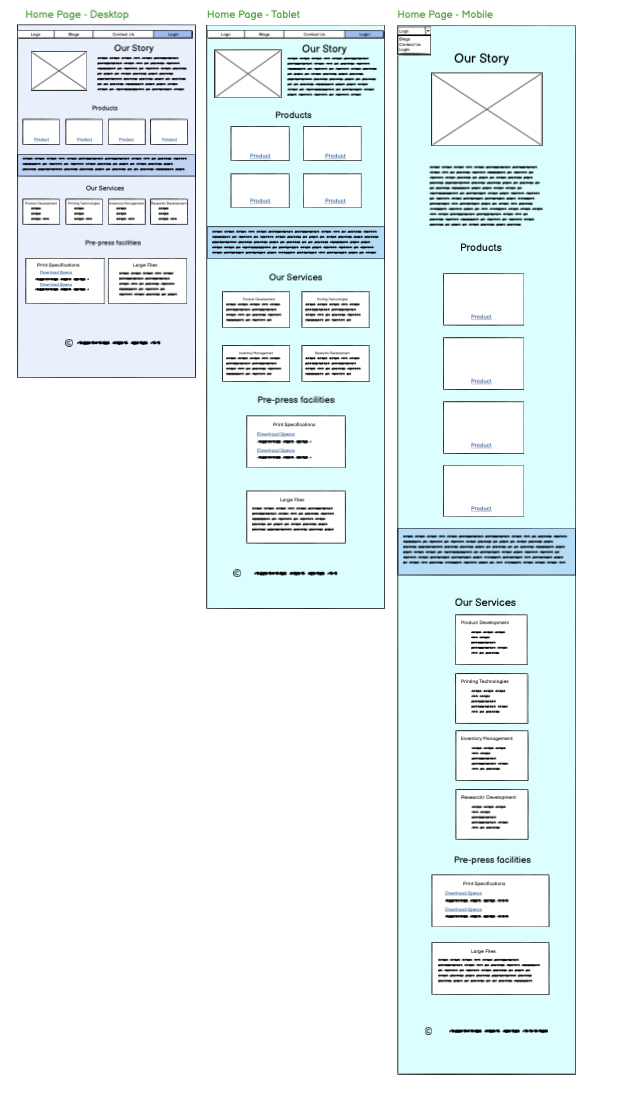 Home Page - Desktop
Logo Blogs Contact Us Login
Our Story
Products
Product Product Product Product
Our Services
Product Development Printing Technologies Inventory Management Research Development
Pre-press facilities
Print Specifications
Download Specs
Download Specs
Large Files
©
Home Page - Tablet
Logo Blogs Contact Us Login
Our Story
Products
Product Product
Product Product
Our Services
Product Development Printing Technologies
Inventory Management Research Development
Pre-press facilities
Print Specifications
Download Specs
Download Specs
Large Files
©
Home Page - Mobile
Logo
Blogs
Contact Us
Login
Our Story
Products
Product
Product
Product
Product
Our Services
Product Development
Printing Technologies
Inventory Management
Research/ Development
Pre-press facilities
Print Specifications
Download Specs
Download Specs
Large Files
©